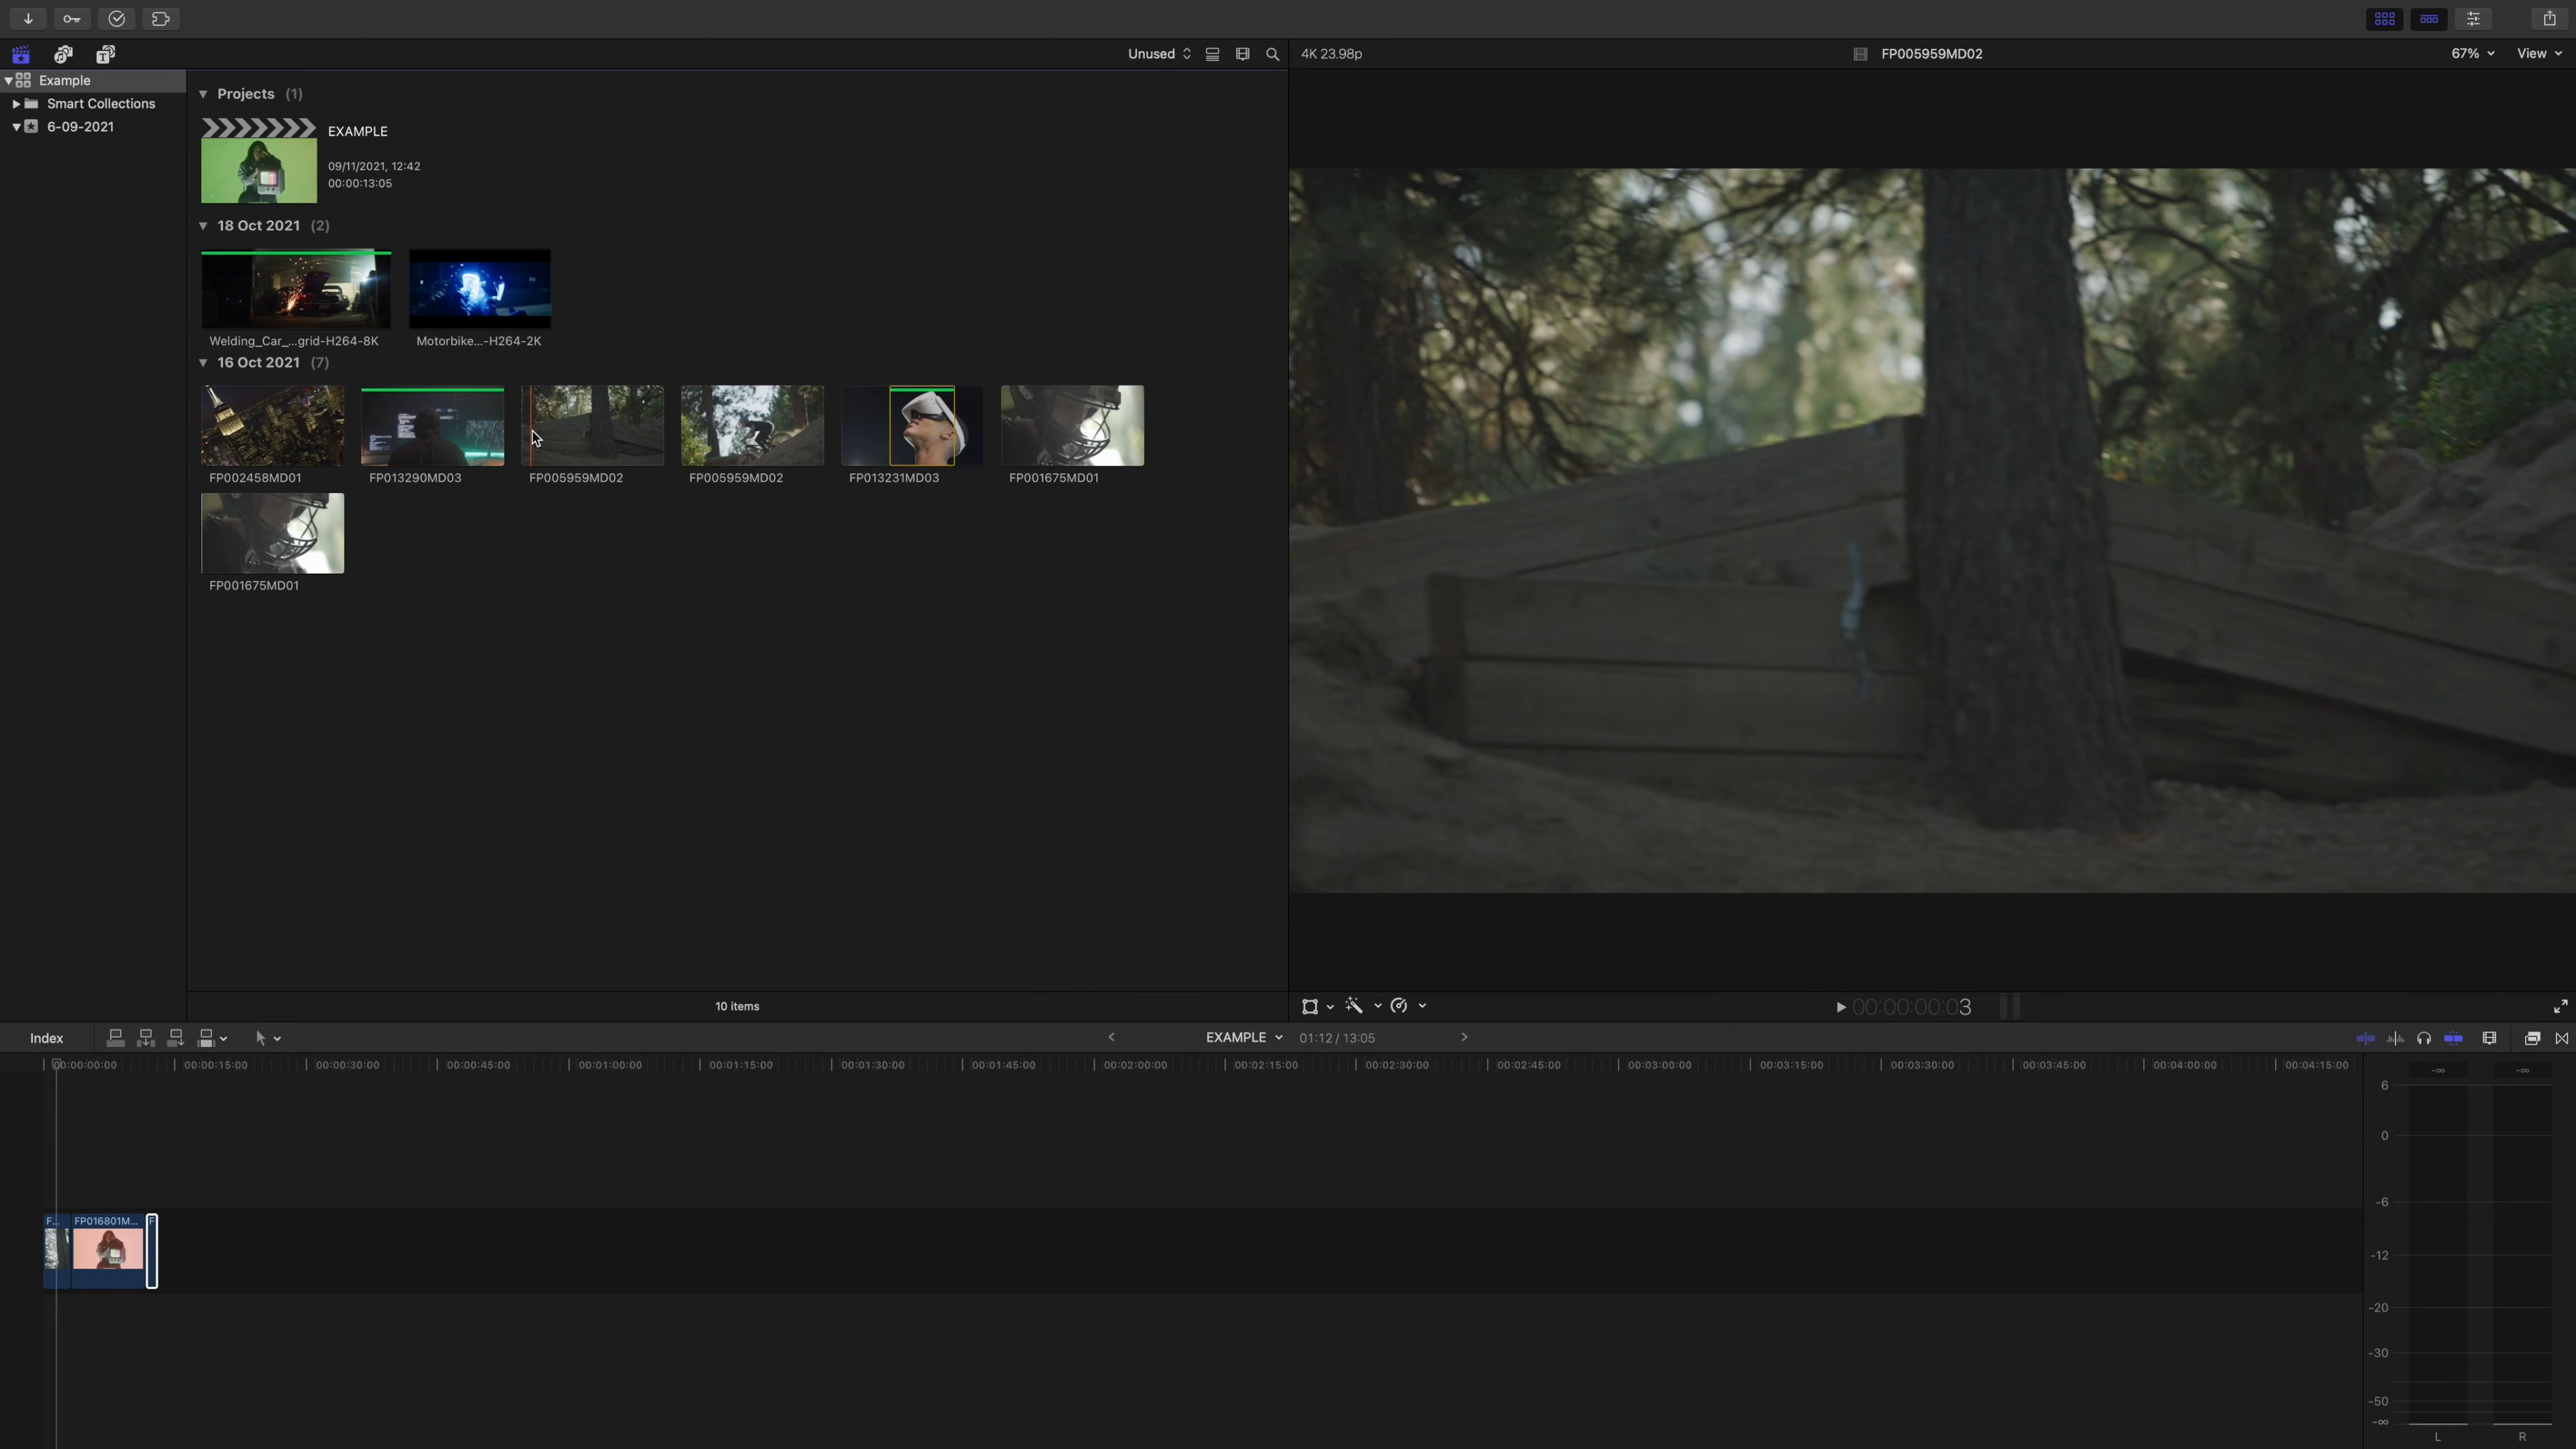 Unused
4K 23.98p
FP005959MD02
67%
View
Example
Smart Collections
6-09-2021
Projects (1)
EXAMPLE
09/11/2021, 12:42
00:00:13:05
18 Oct 2021 (2)
Welding_Car_...grid-H264-8K
Motorbike...-H264-2K
16 Oct 2021 (7)
FP002458MD01
FP013290MD03
FP005959MD02
FP005959MD02
FP013231MD03
FP001675MD01
FP001675MD01
10 items
00:00:00:03
Index
EXAMPLE
01:12 / 13:05
00:00:00:00
00:00:15:00
00:00:30:00
00:00:45:00
00:01:00:00
00:01:15:00
00:01:30:00
00:01:45:00
00:02:00:00
00:02:15:00
00:02:30:00
00:02:45:00
00:03:00:00
00:03:15:00
00:03:30:00
00:03:45:00
00:04:00:00
00:04:15:00
-∞
-∞
6
0
-6
-12
-20
-30
-50
-∞
L
R
F...
FP016801M...
F